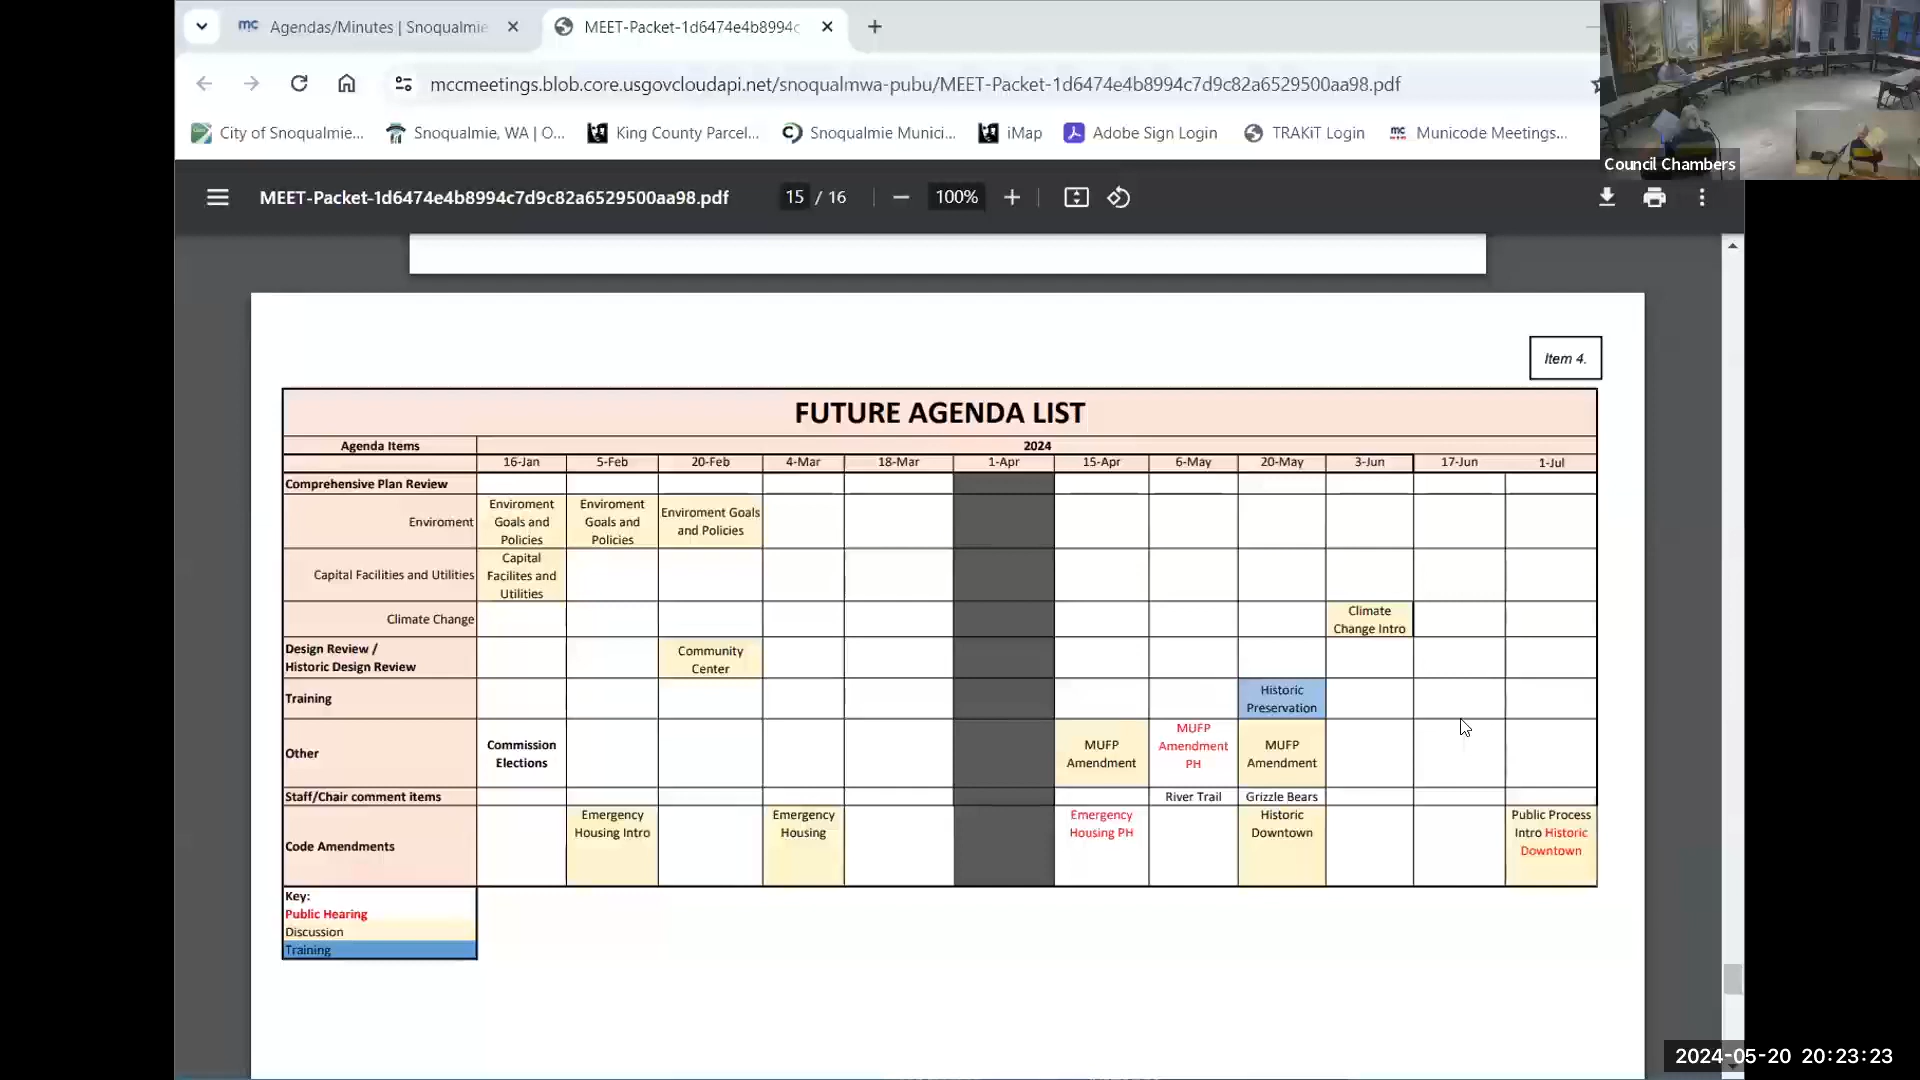 mc Agendas/Minutes | Snoqualmie
MEET-Packet-1d6474e4b8994c
mccmeetings.blob.core.usgovcloudapi.net/snoqualmwa-pubu/MEET-Packet-1d6474e4b8994c7d9c82a6529500aa98.pdf
City of Snoqualmie...
Snoqualmie, WA | O...
King County Parcel...
Snoqualmie Munici...
iMap
Adobe Sign Login
TRAKiT Login
mc Municode Meetings...
Council Chambers
MEET-Packet-1d6474e4b8994c7d9c82a6529500aa98.pdf
15 / 16
100%
Item 4.
FUTURE AGENDA LIST
Agenda Items
2024
16-Jan 5-Feb 20-Feb 4-Mar 18-Mar 1-Apr 15-Apr 6-May 20-May 3-Jun 17-Jun 1-Jul
Comprehensive Plan Review
Enviroment
Enviroment
Goals and
Policies
Enviroment
Goals and
Policies
Enviroment Goals
and Policies
Capital Facilities and Utilities
Capital
Facilites and
Utilities
Climate Change
Climate
Change Intro
Design Review /
Historic Design Review
Community
Center
Training
Historic
Preservation
Other
Commission
Elections
MUFP
Amendment
MUFP
Amendment
PH
MUFP
Amendment
Staff/Chair comment items
River Trail
Grizzle Bears
Code Amendments
Emergency
Housing Intro
Emergency
Housing
Emergency
Housing PH
Historic
Downtown
Public Process
Intro Historic
Downtown
Key:
Public Hearing
Discussion
Training
2024-05-20 20:23:23